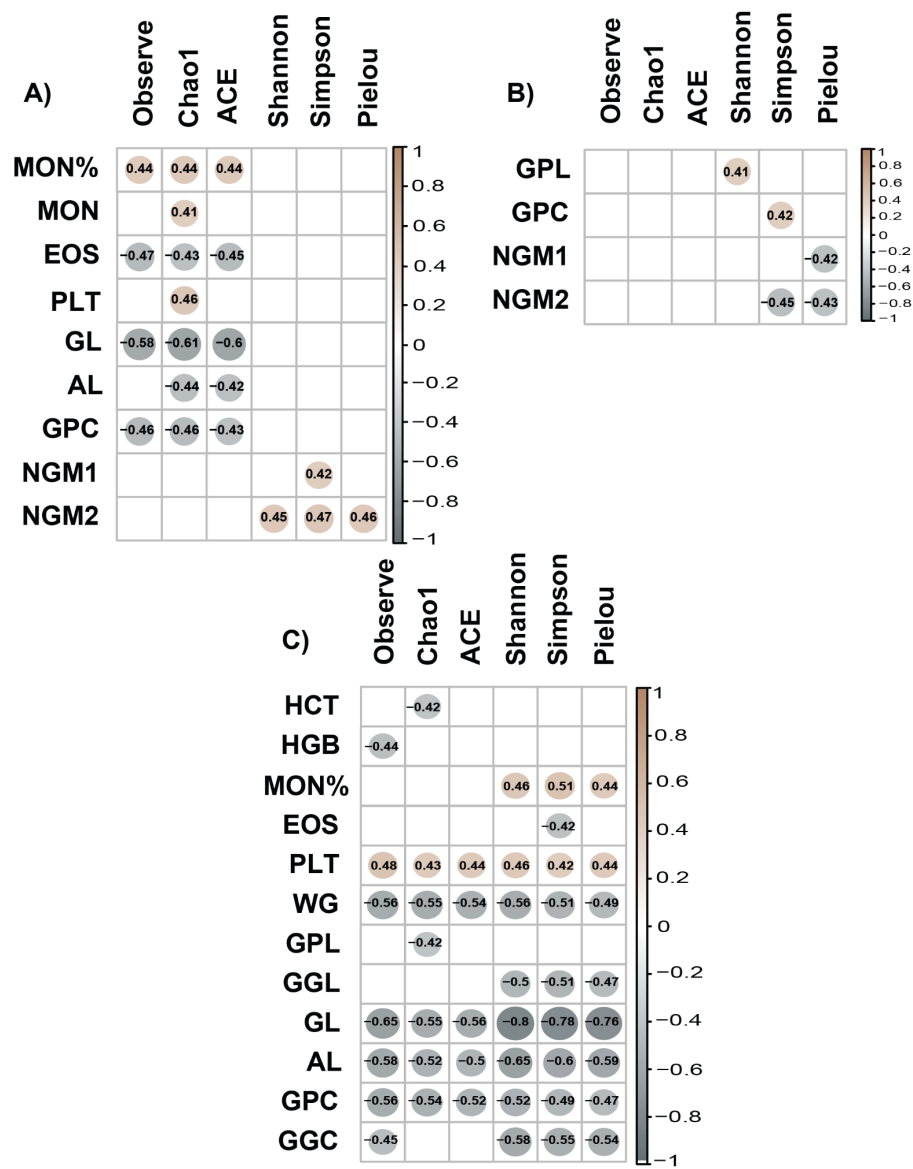 A)
Observe Chao1 ACE Shannon Simpson Pielou
MON% 0.44 0.44 0.44
MON 0.41
EOS −0.47 −0.43 −0.45
PLT 0.46
GL −0.58 −0.61 −0.6
AL −0.44 −0.42
GPC −0.46 −0.46 −0.43
NGM1 0.42
NGM2 0.45 0.47 0.46
1
0.8
0.6
0.4
0.2
0
−0.2
−0.4
−0.6
−0.8
−1
B)
Observe Chao1 ACE Shannon Simpson Pielou
GPL 0.41
GPC 0.42
NGM1 −0.42
NGM2 −0.45 −0.43
1
0.8
0.6
0.4
0.2
0
−0.2
−0.4
−0.6
−0.8
−1
C)
Observe Chao1 ACE Shannon Simpson Pielou
HCT −0.42
HGB −0.44
MON% 0.46 0.51 0.44
EOS −0.42
PLT 0.48 0.43 0.44 0.46 0.42 0.44
WG −0.56 −0.55 −0.54 −0.56 −0.51 −0.49
GPL −0.42
GGL −0.5 −0.51 −0.47
GL −0.65 −0.55 −0.56 −0.8 −0.78 −0.76
AL −0.58 −0.52 −0.5 −0.65 −0.6 −0.59
GPC −0.56 −0.54 −0.52 −0.52 −0.49 −0.47
GGC −0.45 −0.58 −0.55 −0.54
1
0.8
0.6
0.4
0.2
0
−0.2
−0.4
−0.6
−0.8
−1